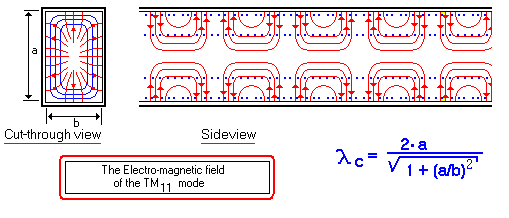 a
b
Cut-through view
Sideview
The Electro-magnetic field
of the TM₁₁ mode
λc = 2·a / √(1 + (a/b)²)